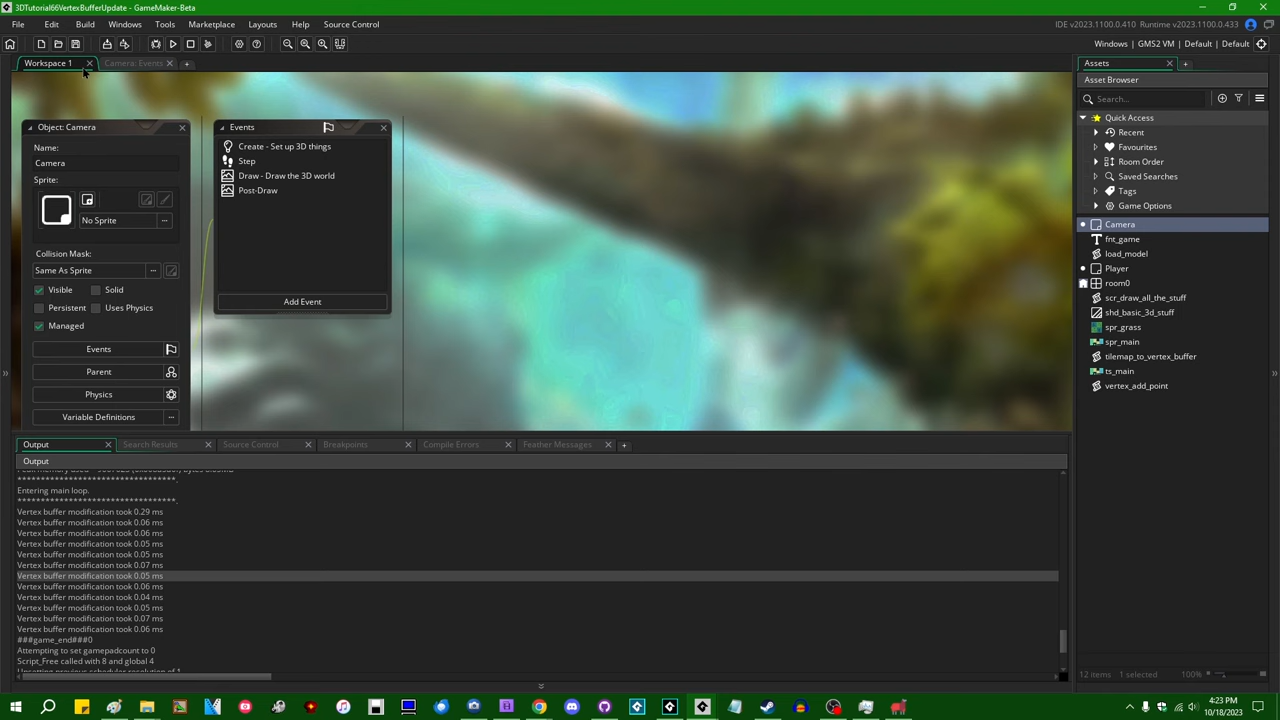 3DTutorial66VertexBufferUpdate - GameMaker-Beta
File Edit Build Windows Tools Marketplace Layouts Help Source Control
IDE v2023.1100.0.410 Runtime v2023.1100.0.433
Windows | GMS2 VM | Default | Default
Workspace 1
Camera: Events
Object: Camera
Name:
Camera
Sprite:
No Sprite
Collision Mask:
Same As Sprite
Visible Solid
Persistent Uses Physics
Managed
Events
Parent
Physics
Variable Definitions
Events
Create - Set up 3D things
Step
Draw - Draw the 3D world
Post-Draw
Add Event
Assets
Asset Browser
Search...
Quick Access
Recent
Favourites
Room Order
Saved Searches
Tags
Game Options
Camera
fnt_game
load_model
Player
room0
scr_draw_all_the_stuff
shd_basic_3d_stuff
spr_grass
spr_main
tilemap_to_vertex_buffer
ts_main
vertex_add_point
12 items 1 selected 100%
Output Search Results Source Control Breakpoints Compile Errors Feather Messages
Output
***********************************.
Entering main loop.
***********************************.
Vertex buffer modification took 0.29 ms
Vertex buffer modification took 0.06 ms
Vertex buffer modification took 0.06 ms
Vertex buffer modification took 0.05 ms
Vertex buffer modification took 0.05 ms
Vertex buffer modification took 0.07 ms
Vertex buffer modification took 0.05 ms
Vertex buffer modification took 0.06 ms
Vertex buffer modification took 0.04 ms
Vertex buffer modification took 0.05 ms
Vertex buffer modification took 0.07 ms
Vertex buffer modification took 0.06 ms
###game_end###0
Attempting to set gamepadcount to 0
Script_Free called with 8 and global 4
4:23 PM
10/18/2023